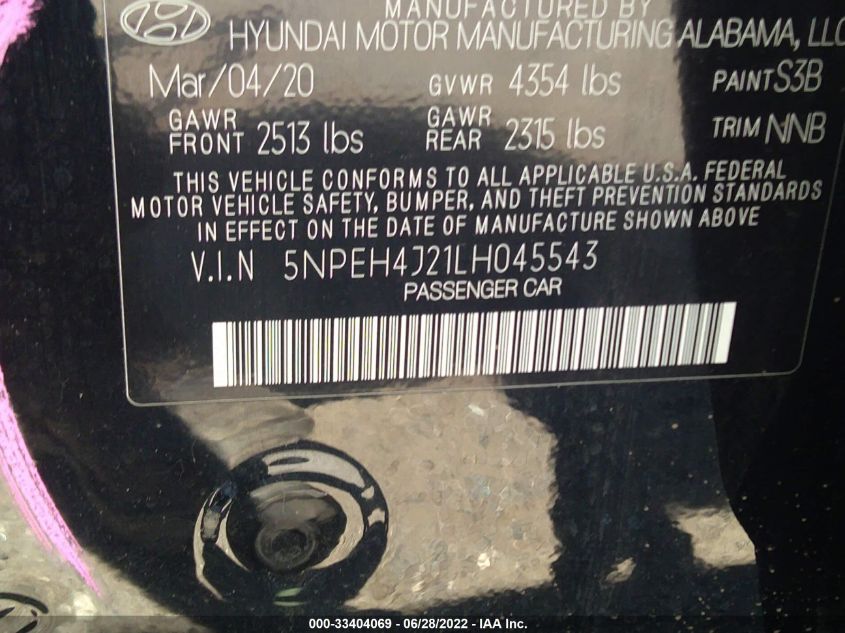 MANUFACTURED BY
HYUNDAI MOTOR MANUFACTURING ALABAMA, LLC
Mar/04/20 GVWR 4354 lbs PAINT S3B
GAWR FRONT 2513 lbs GAWR REAR 2315 lbs TRIM NNB
THIS VEHICLE CONFORMS TO ALL APPLICABLE U.S.A. FEDERAL
MOTOR VEHICLE SAFETY, BUMPER, AND THEFT PREVENTION STANDARDS
IN EFFECT ON THE DATE OF MANUFACTURE SHOWN ABOVE
V.I.N 5NPEH4J21LH045543
PASSENGER CAR
000-33404069 / 06/28/2022 - IAA Inc.